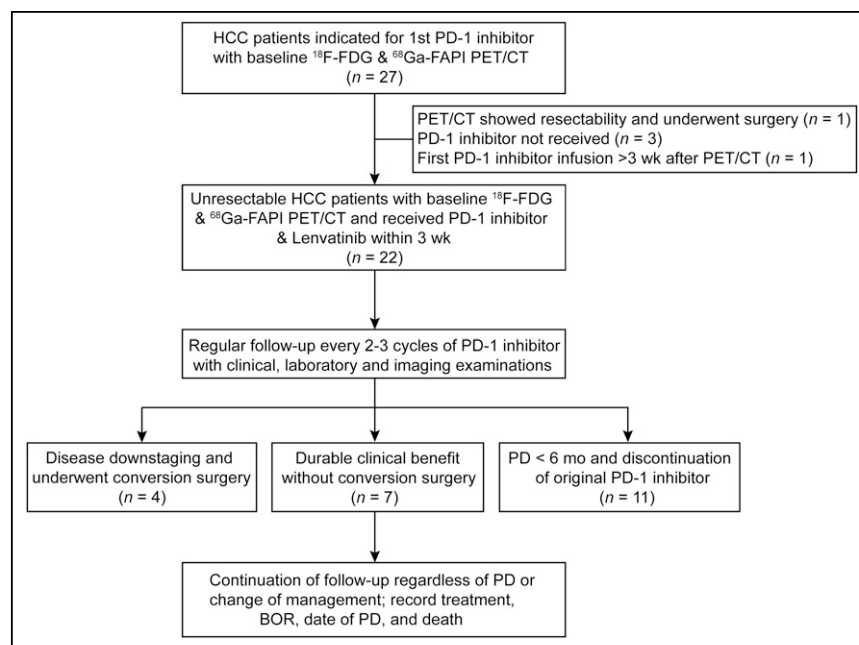 HCC patients indicated for 1st PD-1 inhibitor
with baseline ¹⁸F-FDG & ⁶⁸Ga-FAPI PET/CT
(n = 27)
PET/CT showed resectability and underwent surgery (n = 1)
PD-1 inhibitor not received (n = 3)
First PD-1 inhibitor infusion >3 wk after PET/CT (n = 1)
Unresectable HCC patients with baseline ¹⁸F-FDG
& ⁶⁸Ga-FAPI PET/CT and received PD-1 inhibitor
& Lenvatinib within 3 wk
(n = 22)
Regular follow-up every 2-3 cycles of PD-1 inhibitor
with clinical, laboratory and imaging examinations
Disease downstaging and
underwent conversion surgery
(n = 4)
Durable clinical benefit
without conversion surgery
(n = 7)
PD < 6 mo and discontinuation
of original PD-1 inhibitor
(n = 11)
Continuation of follow-up regardless of PD or
change of management; record treatment,
BOR, date of PD, and death